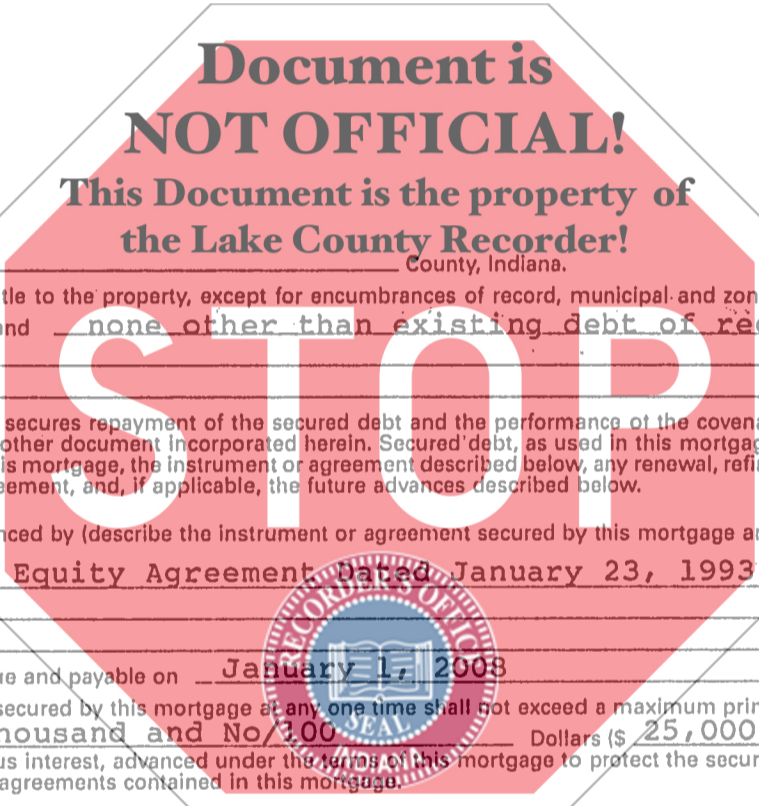 Document is
NOT OFFICIAL!
This Document is the property of
the Lake County Recorder!
County, Indiana.
tle to the property, except for encumbrances of record, municipal and zon
nd none other than existing debt of rec
STOP
secures repayment of the secured debt and the performance of the covena
other document incorporated herein. Secured debt, as used in this mortgag
is mortgage, the instrument or agreement described below, any renewal, refi
eement, and, if applicable, the future advances described below.
nced by (describe the instrument or agreement secured by this mortgage a
Equity Agreement Dated January 23, 1993
RECORDER'S OFFICE
ue and payable on January 1, 2008
secured by this mortgage at any one time shall not exceed a maximum prin
housand and No/100 Dollars ($ 25,000
SEAL
INDIANA
us interest, advanced under the terms of this mortgage to protect the secur
agreements contained in this mortgage.